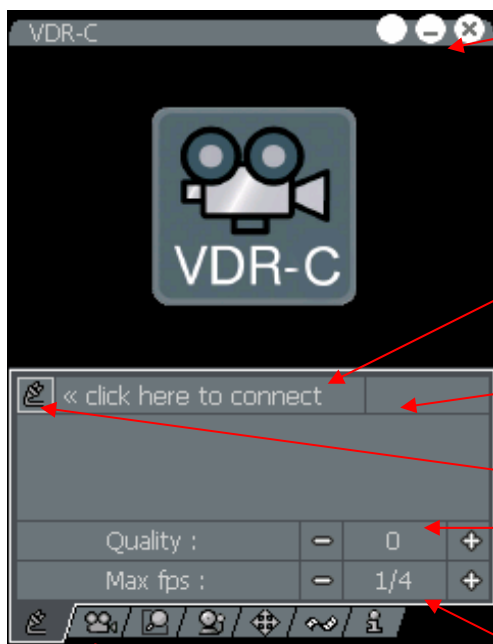 VDR-C
VDR-C
« click here to connect
Quality : 0
Max fps : 1/4